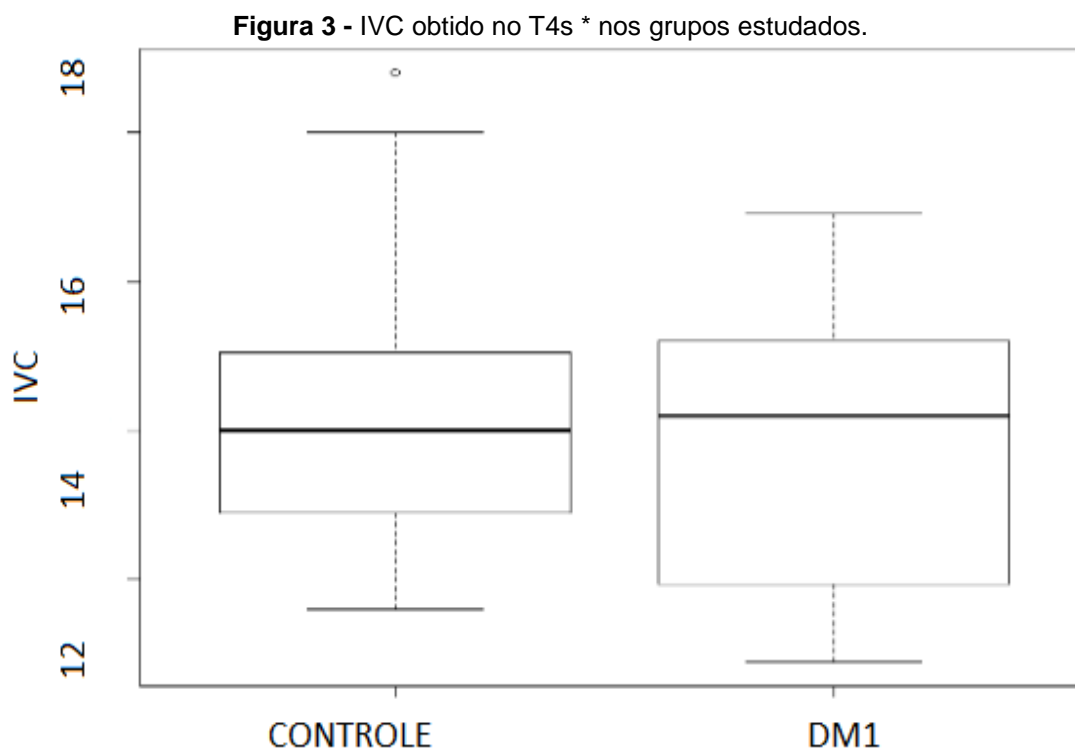 Figura 3 - IVC obtido no T4s * nos grupos estudados.
18
16
IVC
14
12
CONTROLE DM1